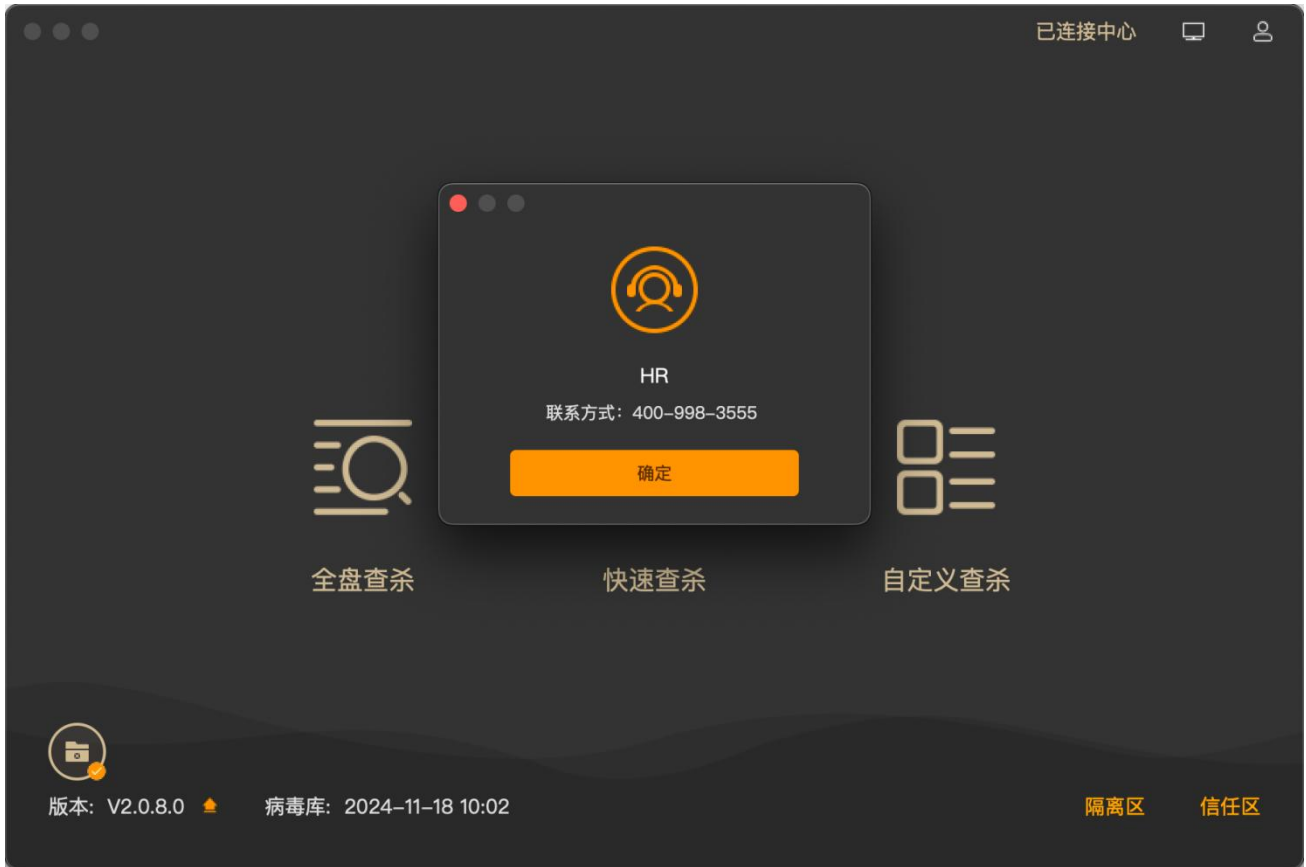 已连接中心
HR
联系方式：400-998-3555
确定
全盘查杀
快速查杀
自定义查杀
版本：V2.0.8.0
病毒库：2024-11-18 10:02
隔离区
信任区